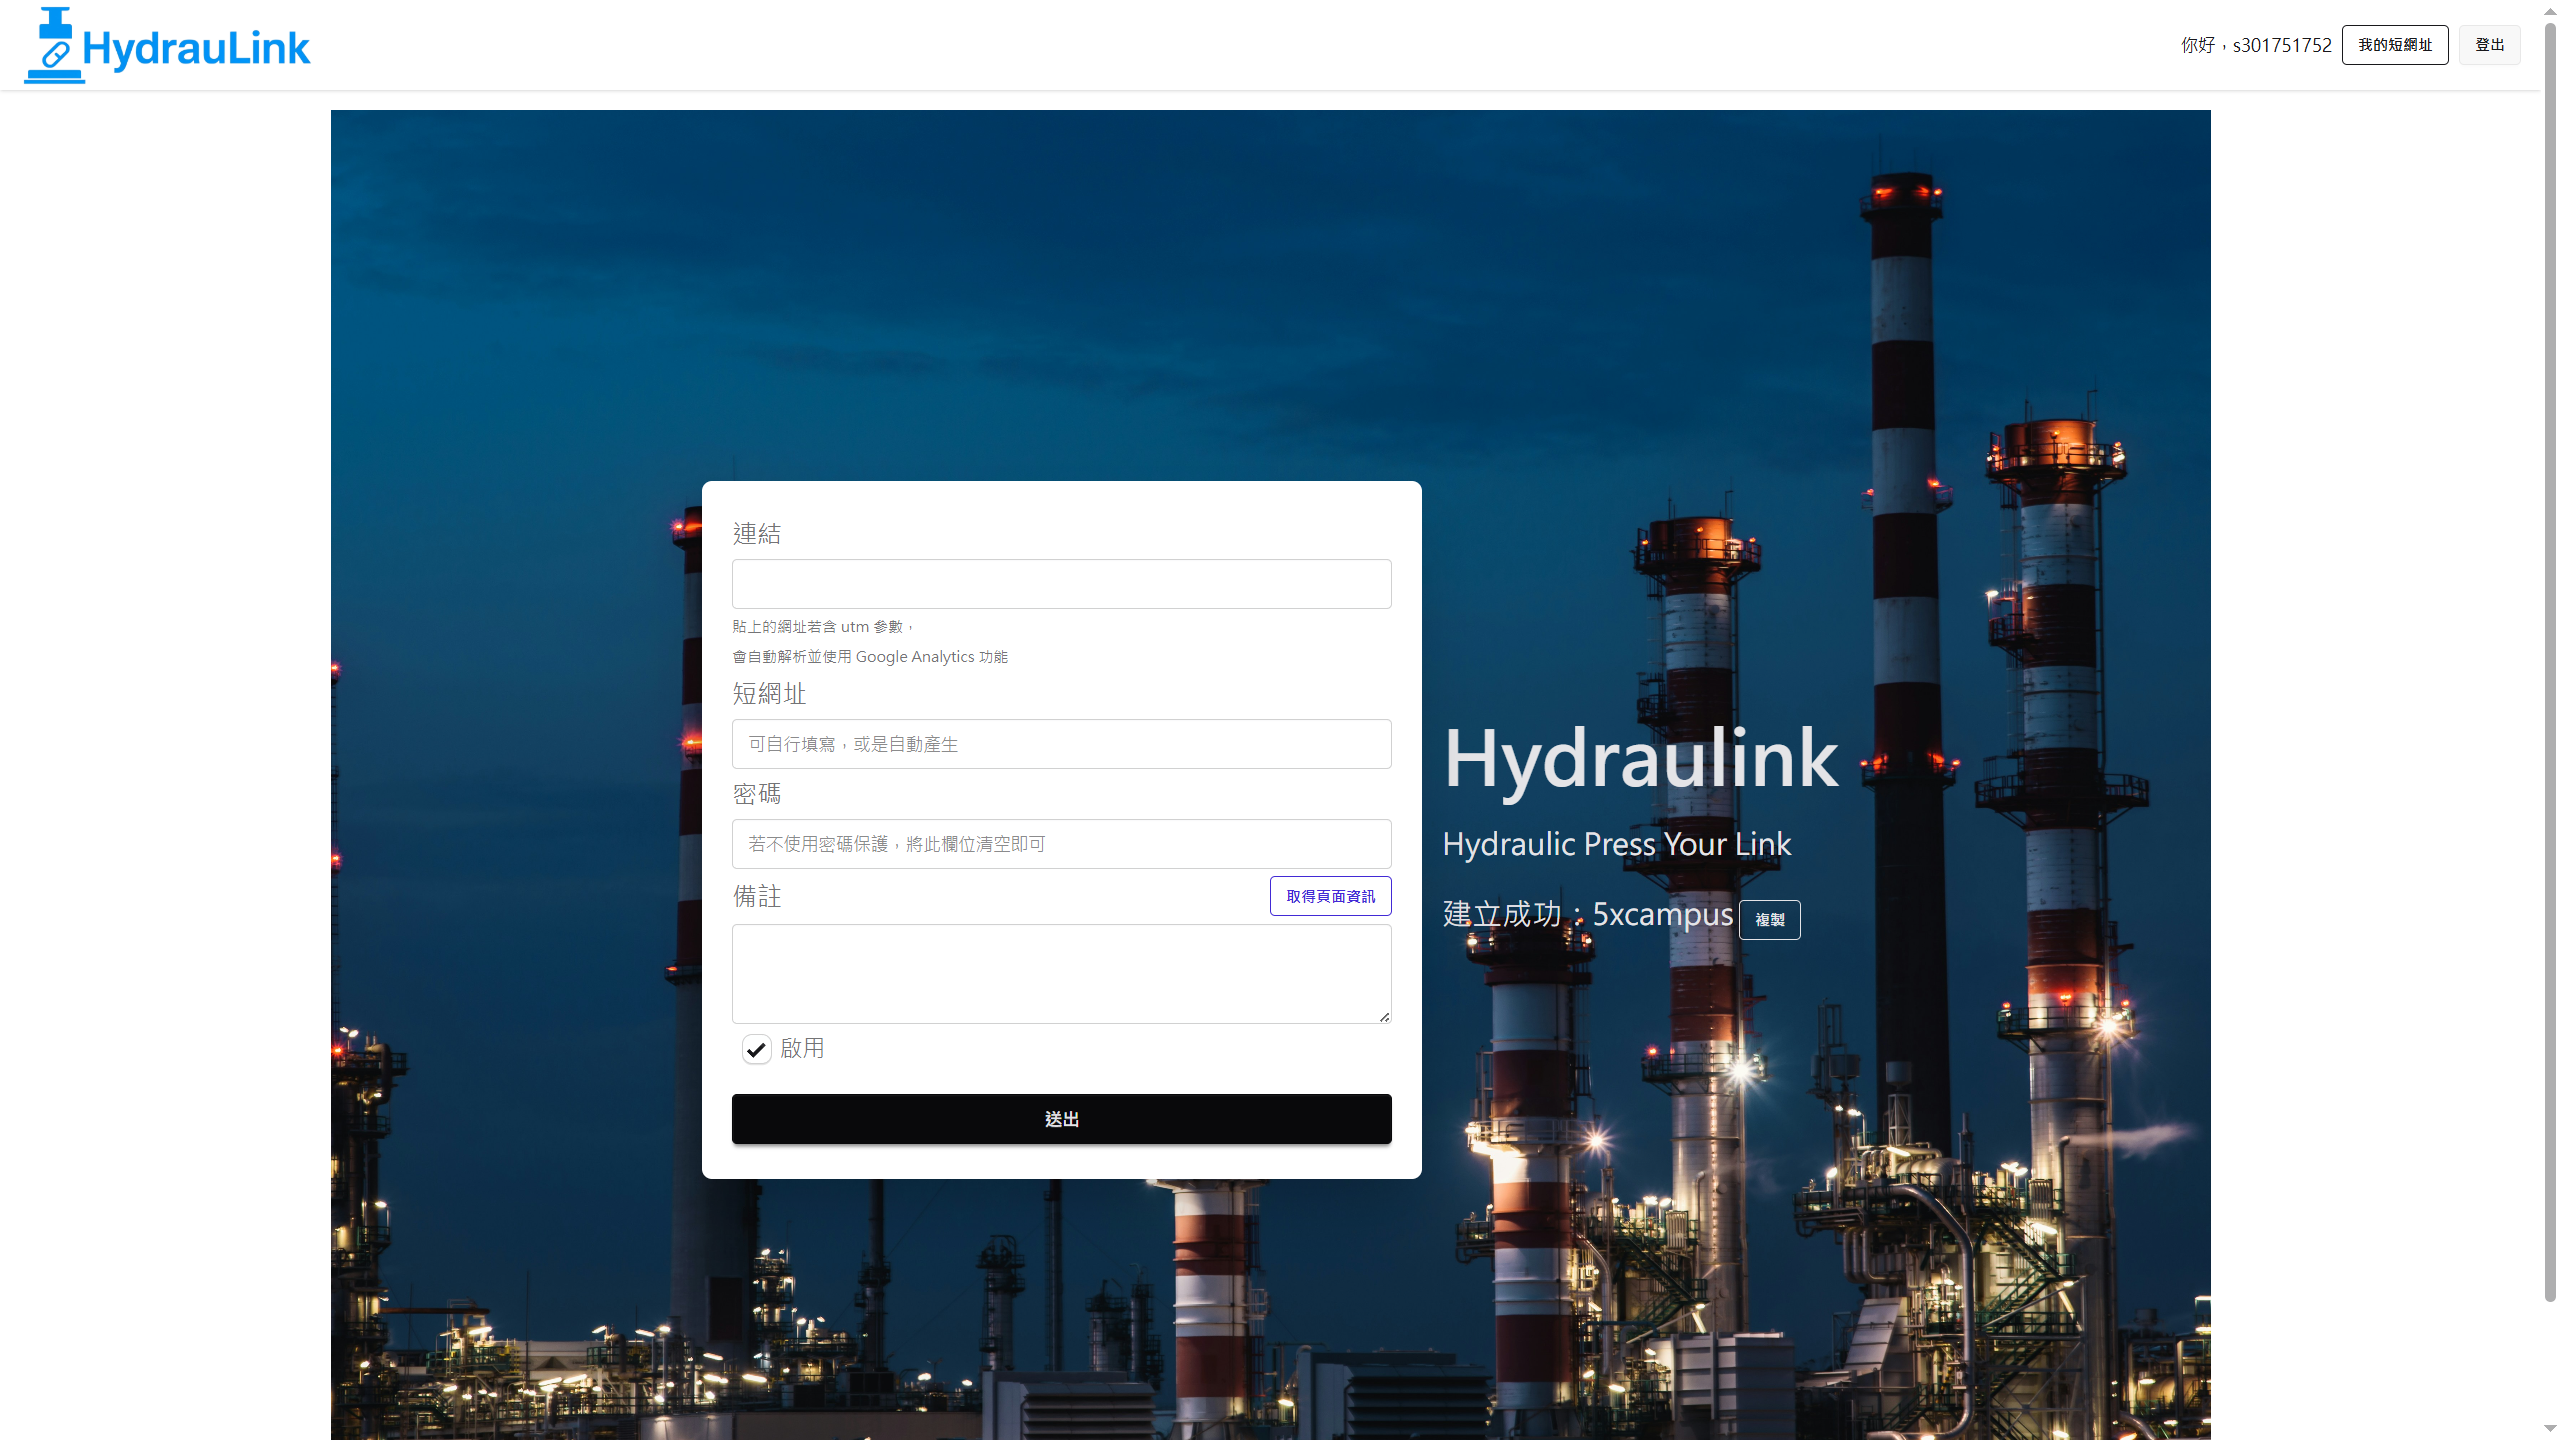 HydrauLink
你好，s301751752
我的短網址
登出
連結
貼上的網址若含 utm 參數，
會自動解析並使用 Google Analytics 功能
短網址
可自行填寫，或是自動產生
密碼
若不使用密碼保護，將此欄位清空即可
備註
取得頁面資訊
啟用
送出
Hydraulink
Hydraulic Press Your Link
建立成功：5xcampus
複製